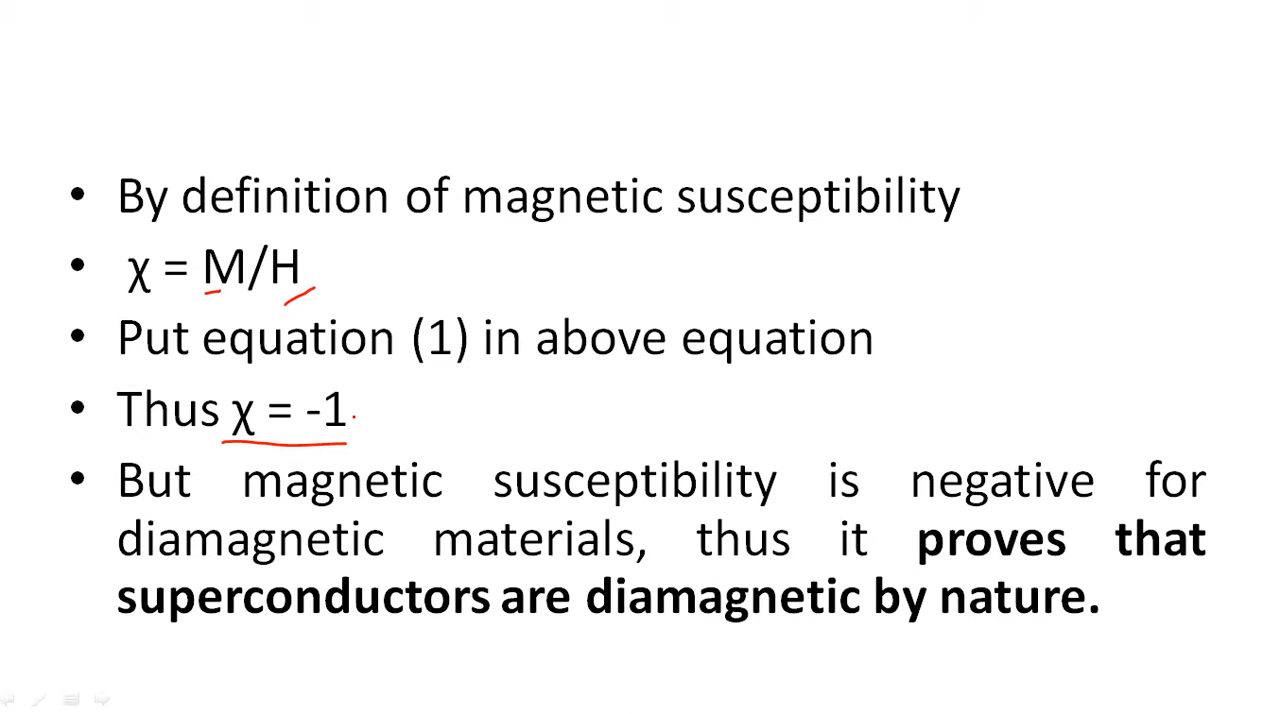 • By definition of magnetic susceptibility
• χ = M/H
• Put equation (1) in above equation
• Thus χ = -1
• But magnetic susceptibility is negative for
diamagnetic materials, thus it proves that
superconductors are diamagnetic by nature.